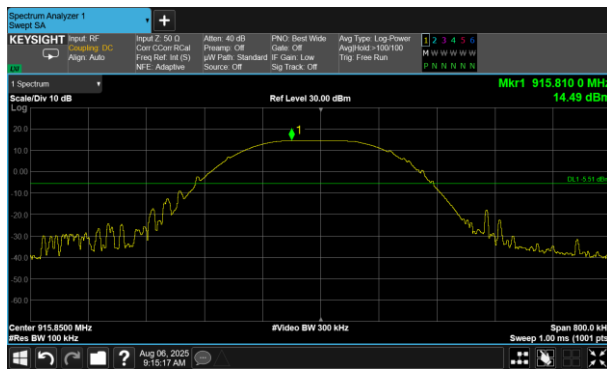 Spectrum Analyzer 1
Swept SA
KEYSIGHT
Input: RF
Coupling: DC
Align: Auto
Input Z: 50 Ω
Corr CCorr RCal
Freq Ref: Int (S)
NFE: Adaptive
Atten: 40 dB
Preamp: Off
µW Path: Standard
Source: Off
PNO: Best Wide
Gate: Off
IF Gain: Low
Sig Track: Off
Avg Type: Log-Power
Avg|Hold:>100/100
Trig: Free Run
1 2 3 4 5 6
M W W W W W
P N N N N N
1 Spectrum
Scale/Div 10 dB
Ref Level 30.00 dBm
Mkr1 915.810 0 MHz
14.49 dBm
Log
20.0
10.0
0.00
-10.0
-20.0
-30.0
-40.0
-50.0
-60.0
1
DL1 -5.51 dBm
Center 915.8500 MHz
#Res BW 100 kHz
#Video BW 300 kHz
Span 800.0 kH
Sweep 1.00 ms (1001 pts
Aug 06, 2025
9:15:17 AM